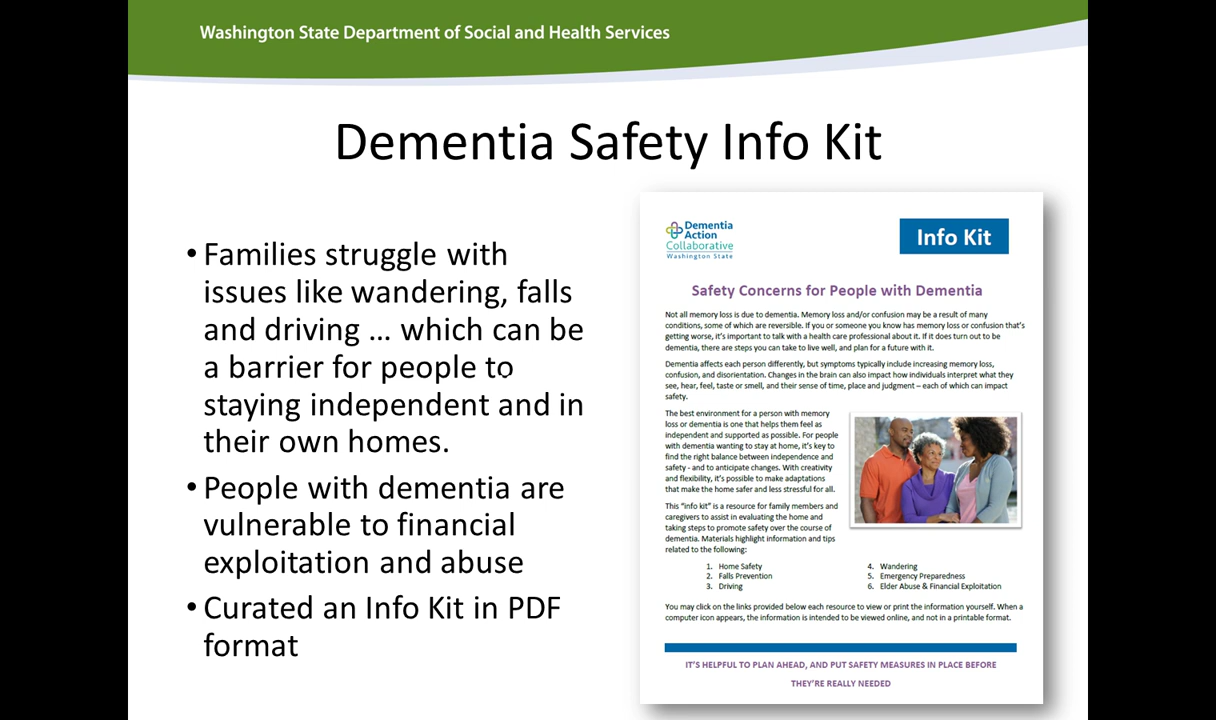 Washington State Department of Social and Health Services
Dementia Safety Info Kit
• Families struggle with
issues like wandering, falls
and driving ... which can be
a barrier for people to
staying independent and in
their own homes.
• People with dementia are
vulnerable to financial
exploitation and abuse
• Curated an Info Kit in PDF
format
Dementia
Action
Collaborative
Washington State
Info Kit
Safety Concerns for People with Dementia
Not all memory loss is due to dementia. Memory loss and/or confusion may be a result of many
conditions, some of which are reversible. If you or someone you know has memory loss or confusion that's
getting worse, it's important to talk with a health care professional about it. If it does turn out to be
dementia, there are steps you can take to live well, and plan for a future with it.
Dementia affects each person differently, but symptoms typically include increasing memory loss,
confusion, and disorientation. Changes in the brain can also impact how individuals interpret what they
see, hear, feel, taste or smell, and their sense of time, place and judgment – each of which can impact
safety.
The best environment for a person with memory
loss or dementia is one that helps them feel as
independent and supported as possible. For people
with dementia wanting to stay at home, it's key to
find the right balance between independence and
safety - and to anticipate changes. With creativity
and flexibility, it's possible to make adaptations
that make the home safer and less stressful for all.
This "info kit" is a resource for family members and
caregivers to assist in evaluating the home and
taking steps to promote safety over the course of
dementia. Materials highlight information and tips
related to the following:
1. Home Safety
2. Falls Prevention
3. Driving
4. Wandering
5. Emergency Preparedness
6. Elder Abuse & Financial Exploitation
You may click on the links provided below each resource to view or print the information yourself. When a
computer icon appears, the information is intended to be viewed online, and not in a printable format.
IT'S HELPFUL TO PLAN AHEAD, AND PUT SAFETY MEASURES IN PLACE BEFORE
THEY'RE REALLY NEEDED